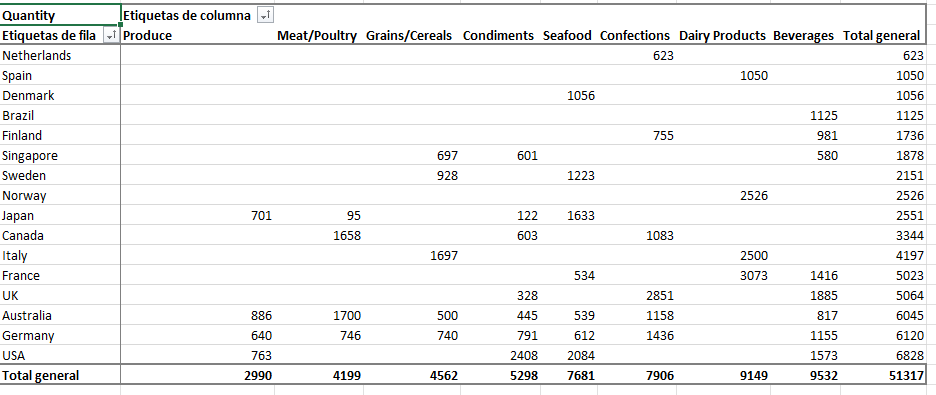 Quantity Etiquetas de columna
Etiquetas de fila Produce Meat/Poultry Grains/Cereals Condiments Seafood Confections Dairy Products Beverages Total general
Netherlands 623 623
Spain 1050 1050
Denmark 1056 1056
Brazil 1125 1125
Finland 755 981 1736
Singapore 697 601 580 1878
Sweden 928 1223 2151
Norway 2526 2526
Japan 701 95 122 1633 2551
Canada 1658 603 1083 3344
Italy 1697 2500 4197
France 534 3073 1416 5023
UK 328 2851 1885 5064
Australia 886 1700 500 445 539 1158 817 6045
Germany 640 746 740 791 612 1436 1155 6120
USA 763 2408 2084 1573 6828
Total general 2990 4199 4562 5298 7681 7906 9149 9532 51317